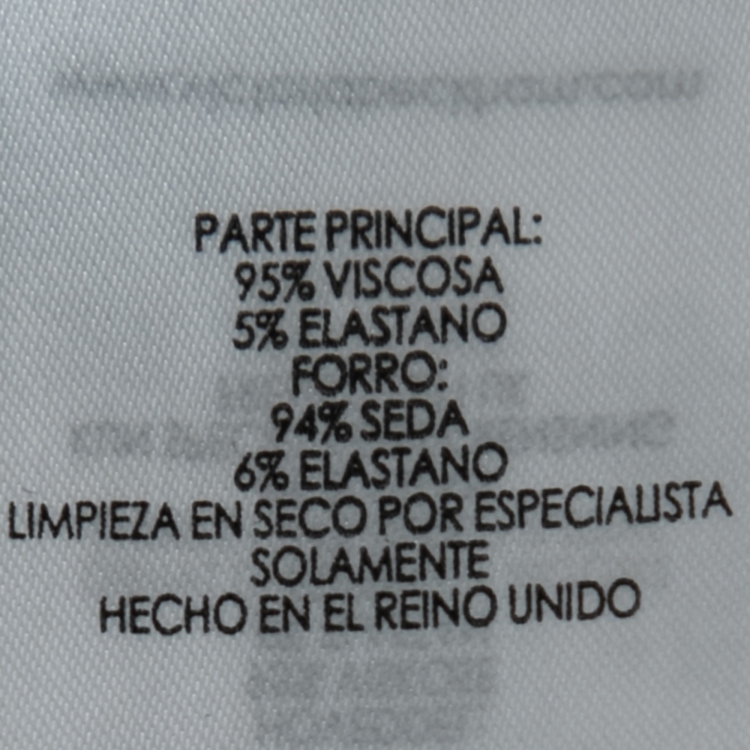 PARTE PRINCIPAL:
95% VISCOSA
5% ELASTANO
FORRO:
94% SEDA
6% ELASTANO
LIMPIEZA EN SECO POR ESPECIALISTA
SOLAMENTE
HECHO EN EL REINO UNIDO